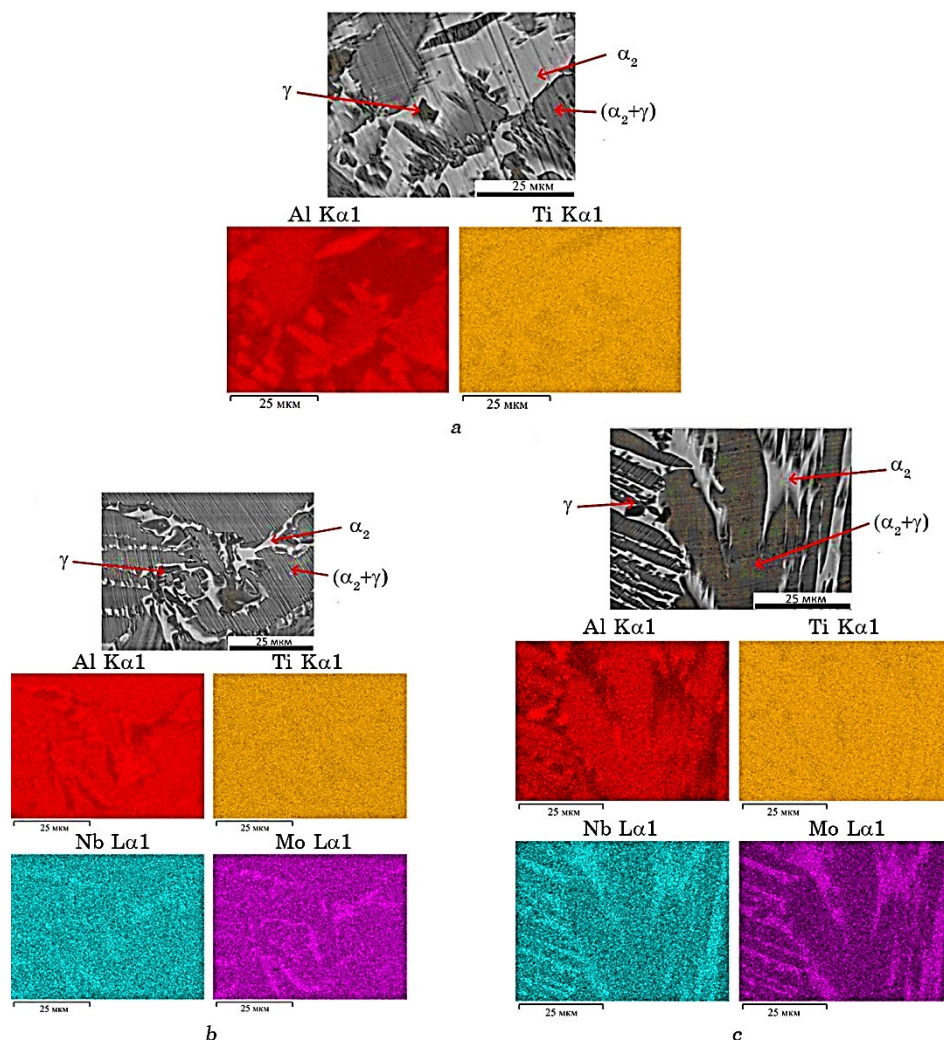 α₂
γ
(α₂+γ)
25 мкм
Al Kα1 Ti Kα1
25 мкм 25 мкм
a
α₂
γ
(α₂+γ)
25 мкм
Al Kα1 Ti Kα1
25 мкм 25 мкм
Nb Lα1 Mo Lα1
25 мкм 25 мкм
b
α₂
γ
(α₂+γ)
25 мкм
Al Kα1 Ti Kα1
25 мкм 25 мкм
Nb Lα1 Mo Lα1
25 мкм 25 мкм
c